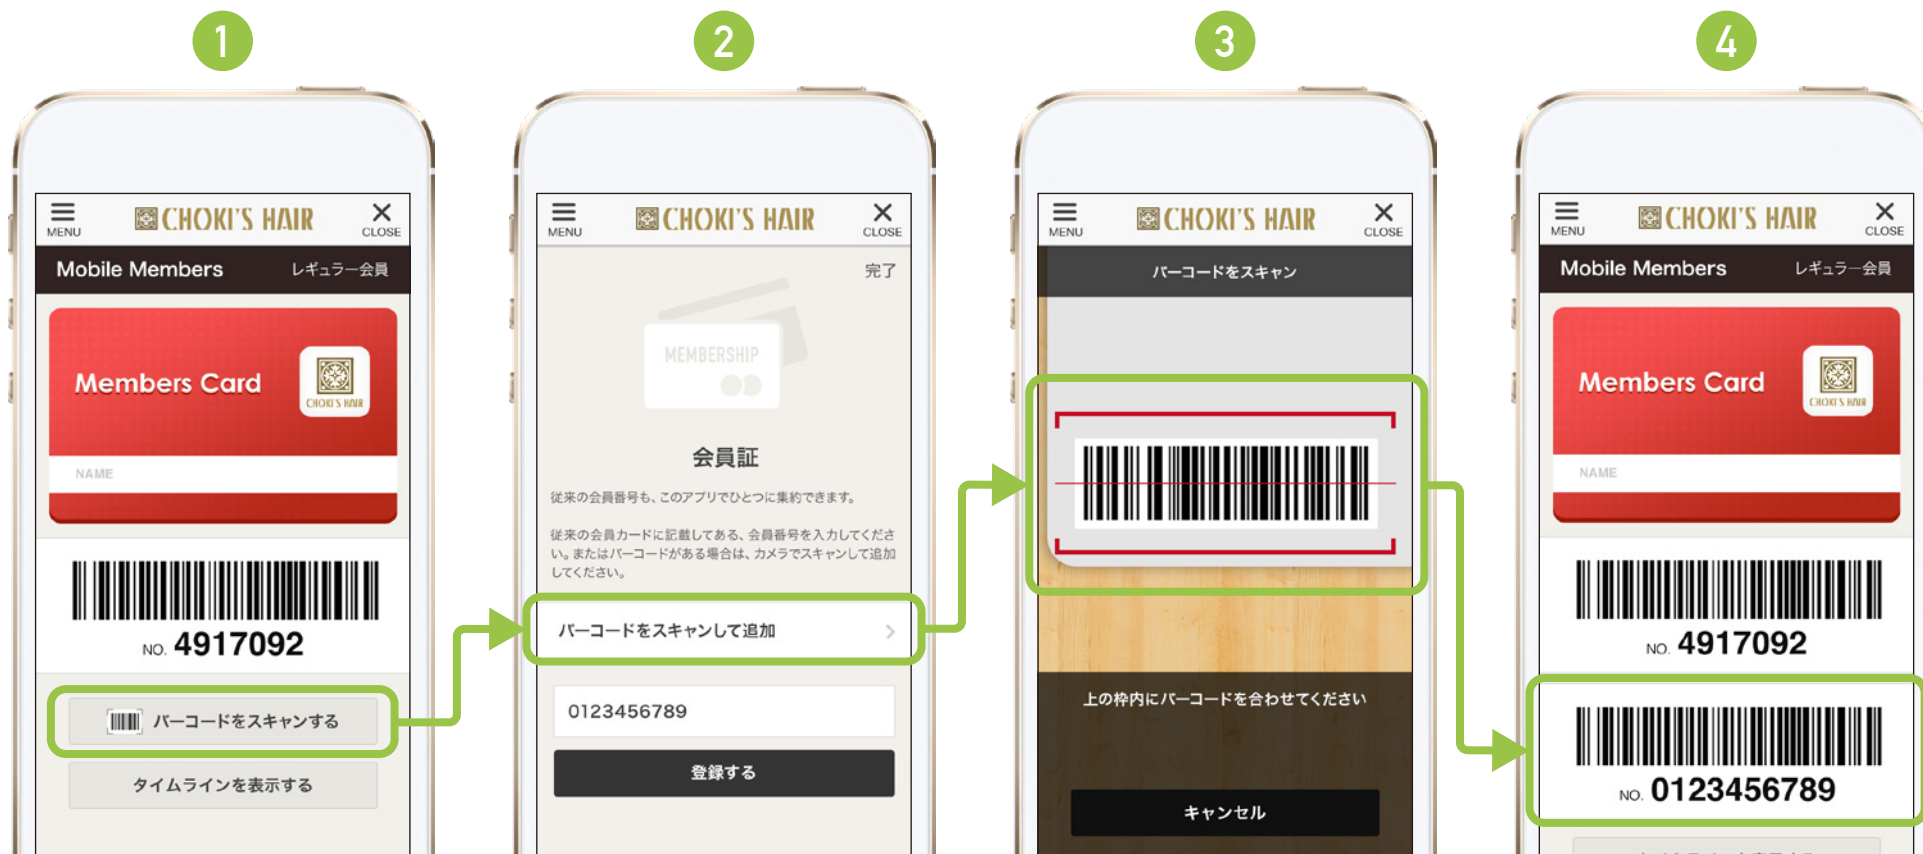 1
MENU
CHOKI'S HAIR
CLOSE
Mobile Members
レギュラー会員
Members Card
CHOKI'S HAIR
NAME
NO. 4917092
バーコードをスキャンする
タイムラインを表示する
2
MENU
CHOKI'S HAIR
CLOSE
完了
MEMBERSHIP
会員証
従来の会員番号も、このアプリでひとつに集約できます。
従来の会員カードに記載してある、会員番号を入力してくださ
い。またはバーコードがある場合は、カメラでスキャンして追加
してください。
バーコードをスキャンして追加
0123456789
登録する
3
MENU
CHOKI'S HAIR
CLOSE
バーコードをスキャン
上の枠内にバーコードを合わせてください
キャンセル
4
MENU
CHOKI'S HAIR
CLOSE
Mobile Members
レギュラー会員
Members Card
CHOKI'S HAIR
NAME
NO. 4917092
NO. 0123456789